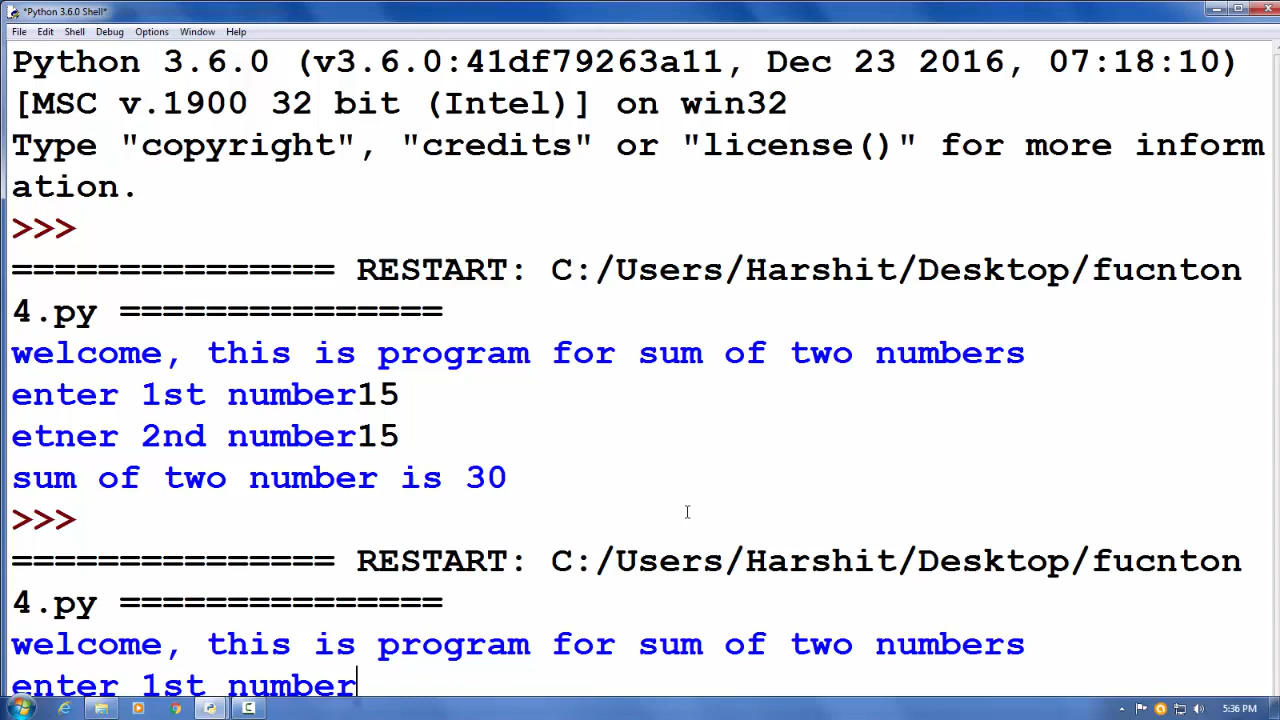 *Python 3.6.0 Shell*
File Edit Shell Debug Options Window Help
Python 3.6.0 (v3.6.0:41df79263a11, Dec 23 2016, 07:18:10)
[MSC v.1900 32 bit (Intel)] on win32
Type "copyright", "credits" or "license()" for more inform
ation.
>>>
=============== RESTART: C:/Users/Harshit/Desktop/fucnton
4.py ===============
welcome, this is program for sum of two numbers
enter 1st number15
etner 2nd number15
sum of two number is 30
>>>
=============== RESTART: C:/Users/Harshit/Desktop/fucnton
4.py ===============
welcome, this is program for sum of two numbers
enter 1st number
5:36 PM